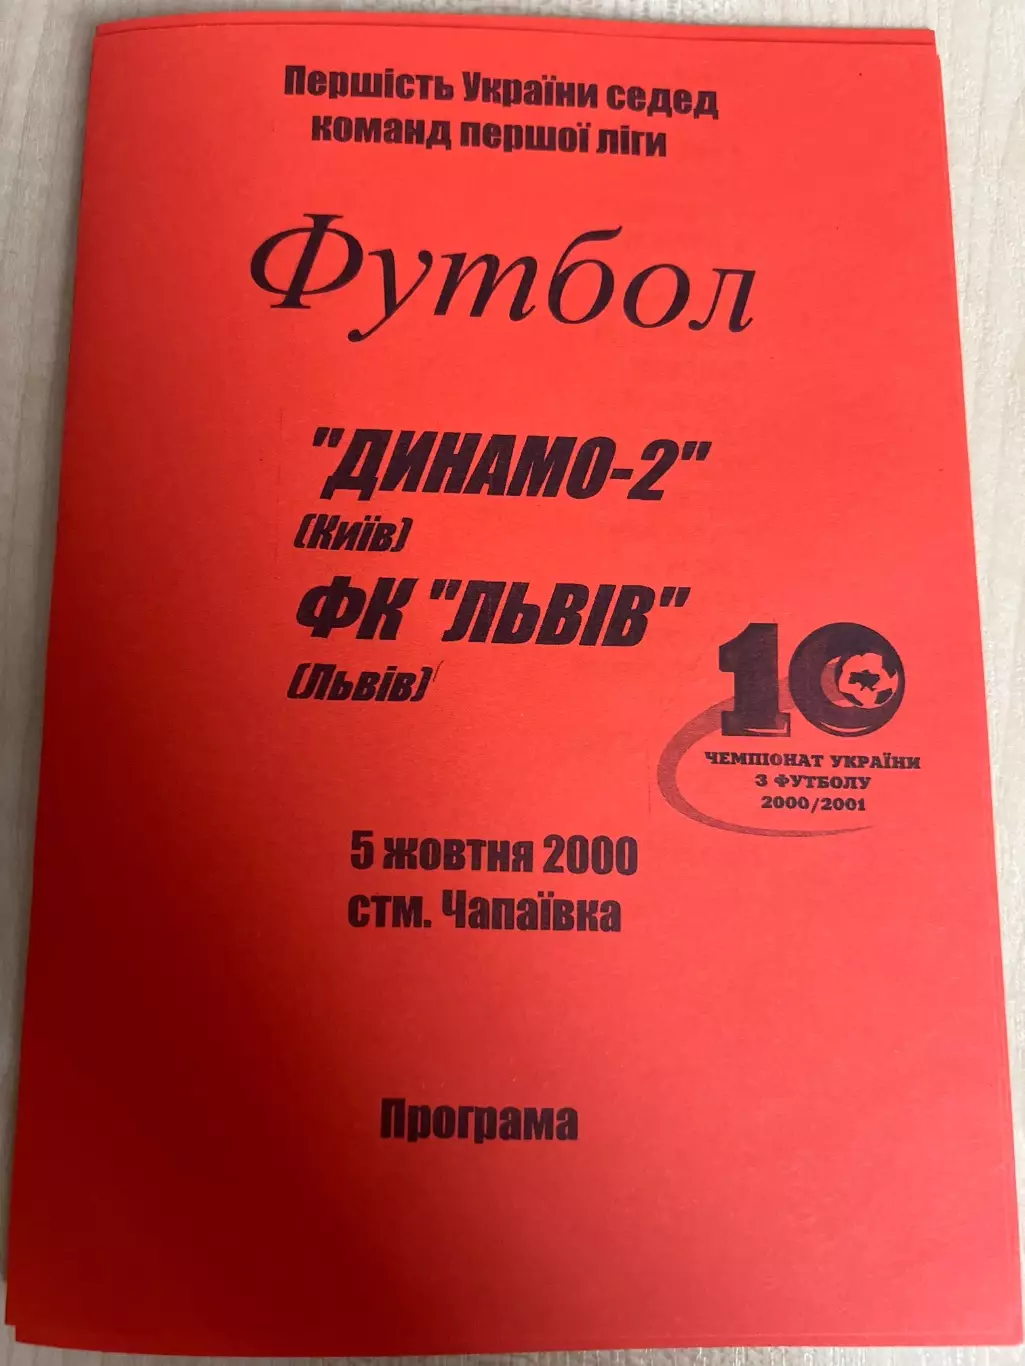 Першість України седед
команд першої ліги
Футбол
"ДИНАМО-2"
(Київ)
ФК "ЛЬВІВ"
(Львів)
10
ЧЕМПІОНАТ УКРАЇНИ
З ФУТБОЛУ
2000/2001
5 жовтня 2000
стм. Чапаївка
Програма